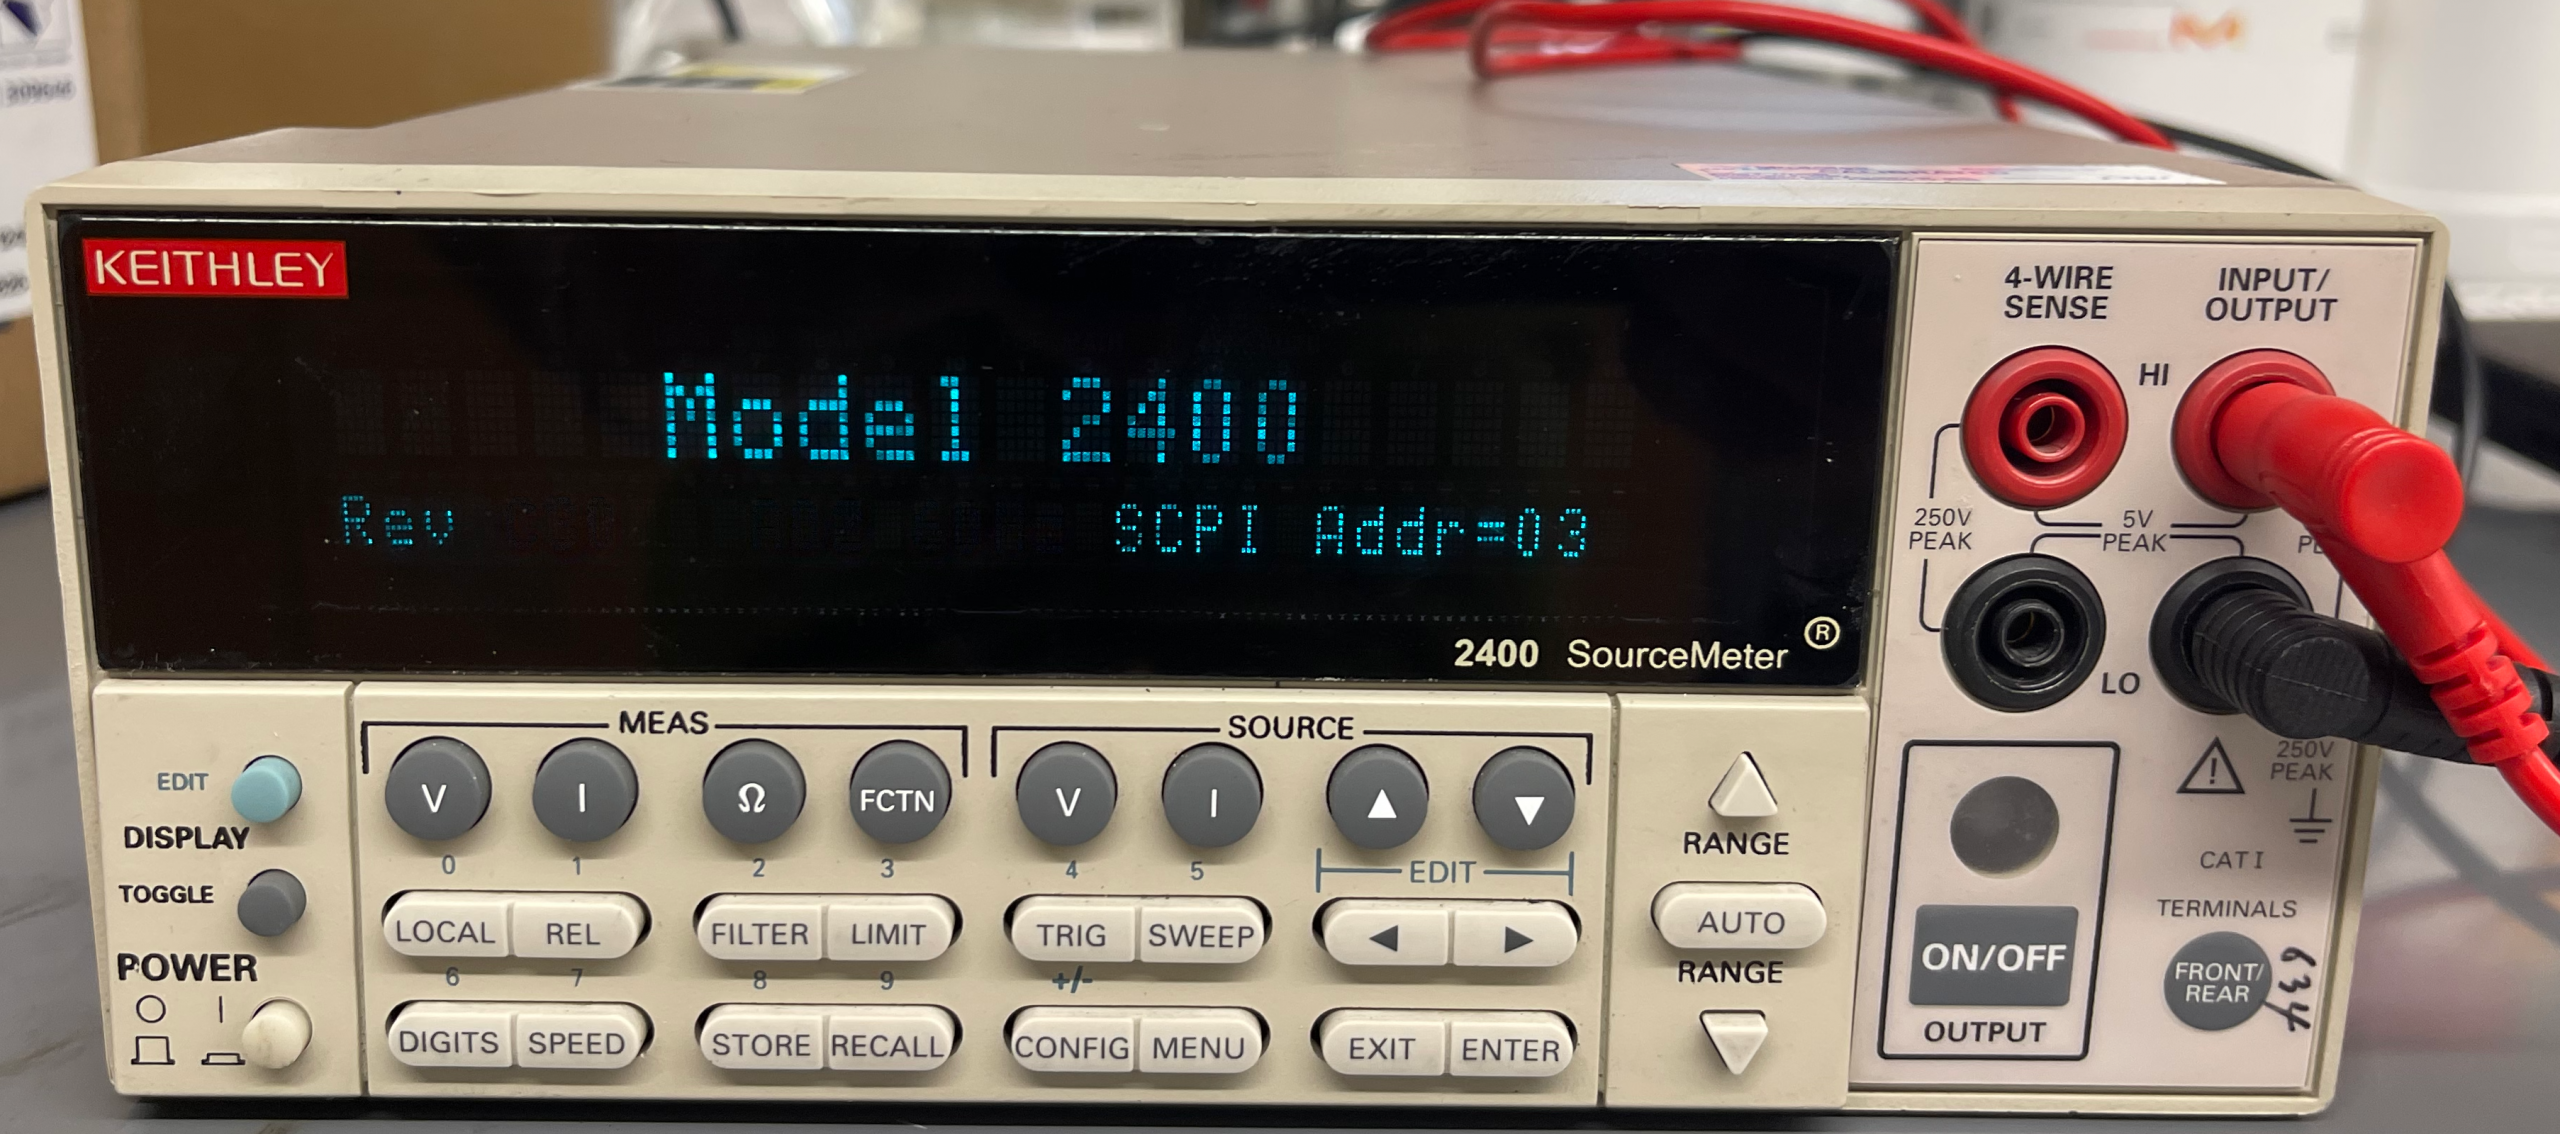 KEITHLEY
Model 2400
Rev SCPI Addr=03
2400 SourceMeter ®
4-WIRE SENSE
INPUT/OUTPUT
HI
250V PEAK
5V PEAK
LO
250V PEAK
CAT I
TERMINALS
FRONT/REAR
634
ON/OFF
OUTPUT
MEAS
SOURCE
EDIT
V I Ω FCTN V I ▲ ▼
DISPLAY
0 1 2 3 4 5 EDIT
TOGGLE
LOCAL REL FILTER LIMIT TRIG SWEEP ◀ ▶
POWER
6 7 8 9 +/-
DIGITS SPEED STORE RECALL CONFIG MENU EXIT ENTER
RANGE
AUTO
RANGE